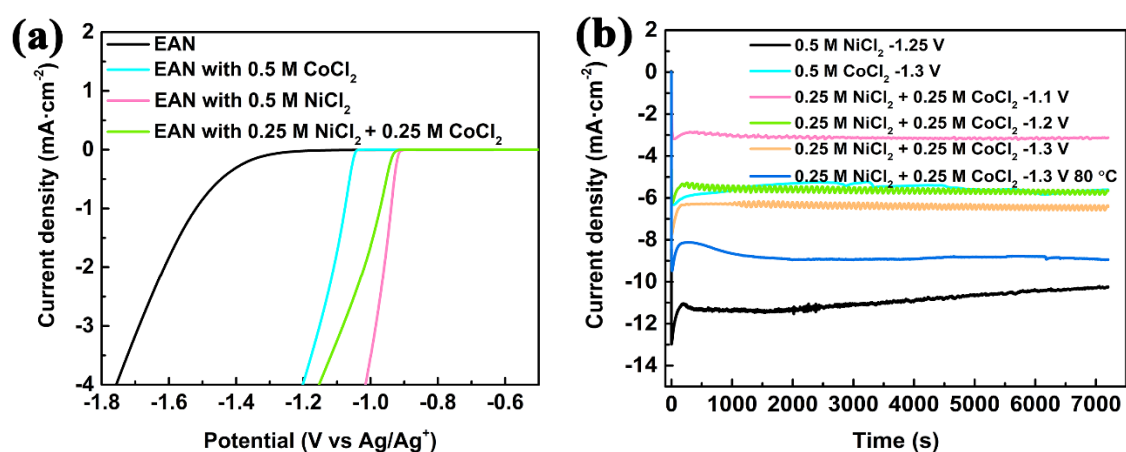 (a)
2
1
0
-1
-2
-3
-4
Current density (mA·cm⁻²)
EAN
EAN with 0.5 M CoCl₂
EAN with 0.5 M NiCl₂
EAN with 0.25 M NiCl₂ + 0.25 M CoCl₂
-1.8 -1.6 -1.4 -1.2 -1.0 -0.8 -0.6
Potential (V vs Ag/Ag⁺)
(b)
2
0
-2
-4
-6
-8
-10
-12
-14
Current density (mA·cm⁻²)
0.5 M NiCl₂ -1.25 V
0.5 M CoCl₂ -1.3 V
0.25 M NiCl₂ + 0.25 M CoCl₂ -1.1 V
0.25 M NiCl₂ + 0.25 M CoCl₂ -1.2 V
0.25 M NiCl₂ + 0.25 M CoCl₂ -1.3 V
0.25 M NiCl₂ + 0.25 M CoCl₂ -1.3 V 80 °C
0 1000 2000 3000 4000 5000 6000 7000
Time (s)